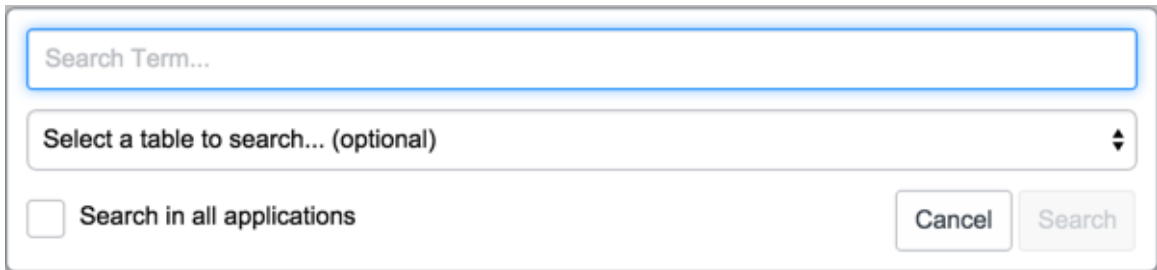 Search Term...
Select a table to search... (optional)
Search in all applications
Cancel Search